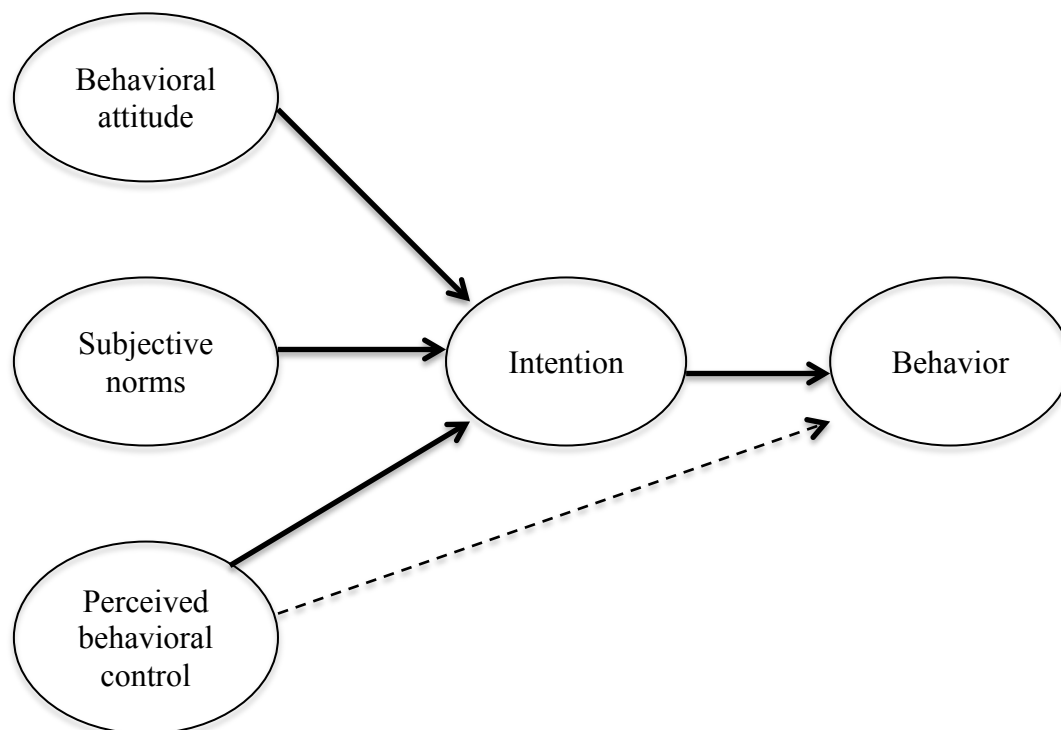 Behavioral
attitude
Subjective
norms
Intention
Behavior
Perceived
behavioral
control